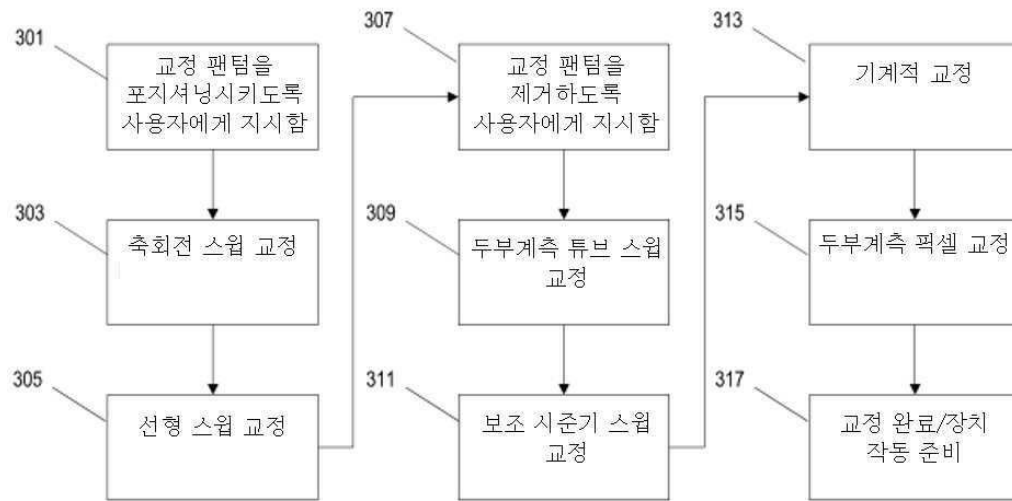 301
교정 팬텀을
포지셔닝시키도록
사용자에게 지시함
303
축회전 스윕 교정
305
선형 스윕 교정
307
교정 팬텀을
제거하도록
사용자에게 지시함
309
두부계측 튜브 스윕
교정
311
보조 시준기 스윕
교정
313
기계적 교정
315
두부계측 픽셀 교정
317
교정 완료/장치
작동 준비